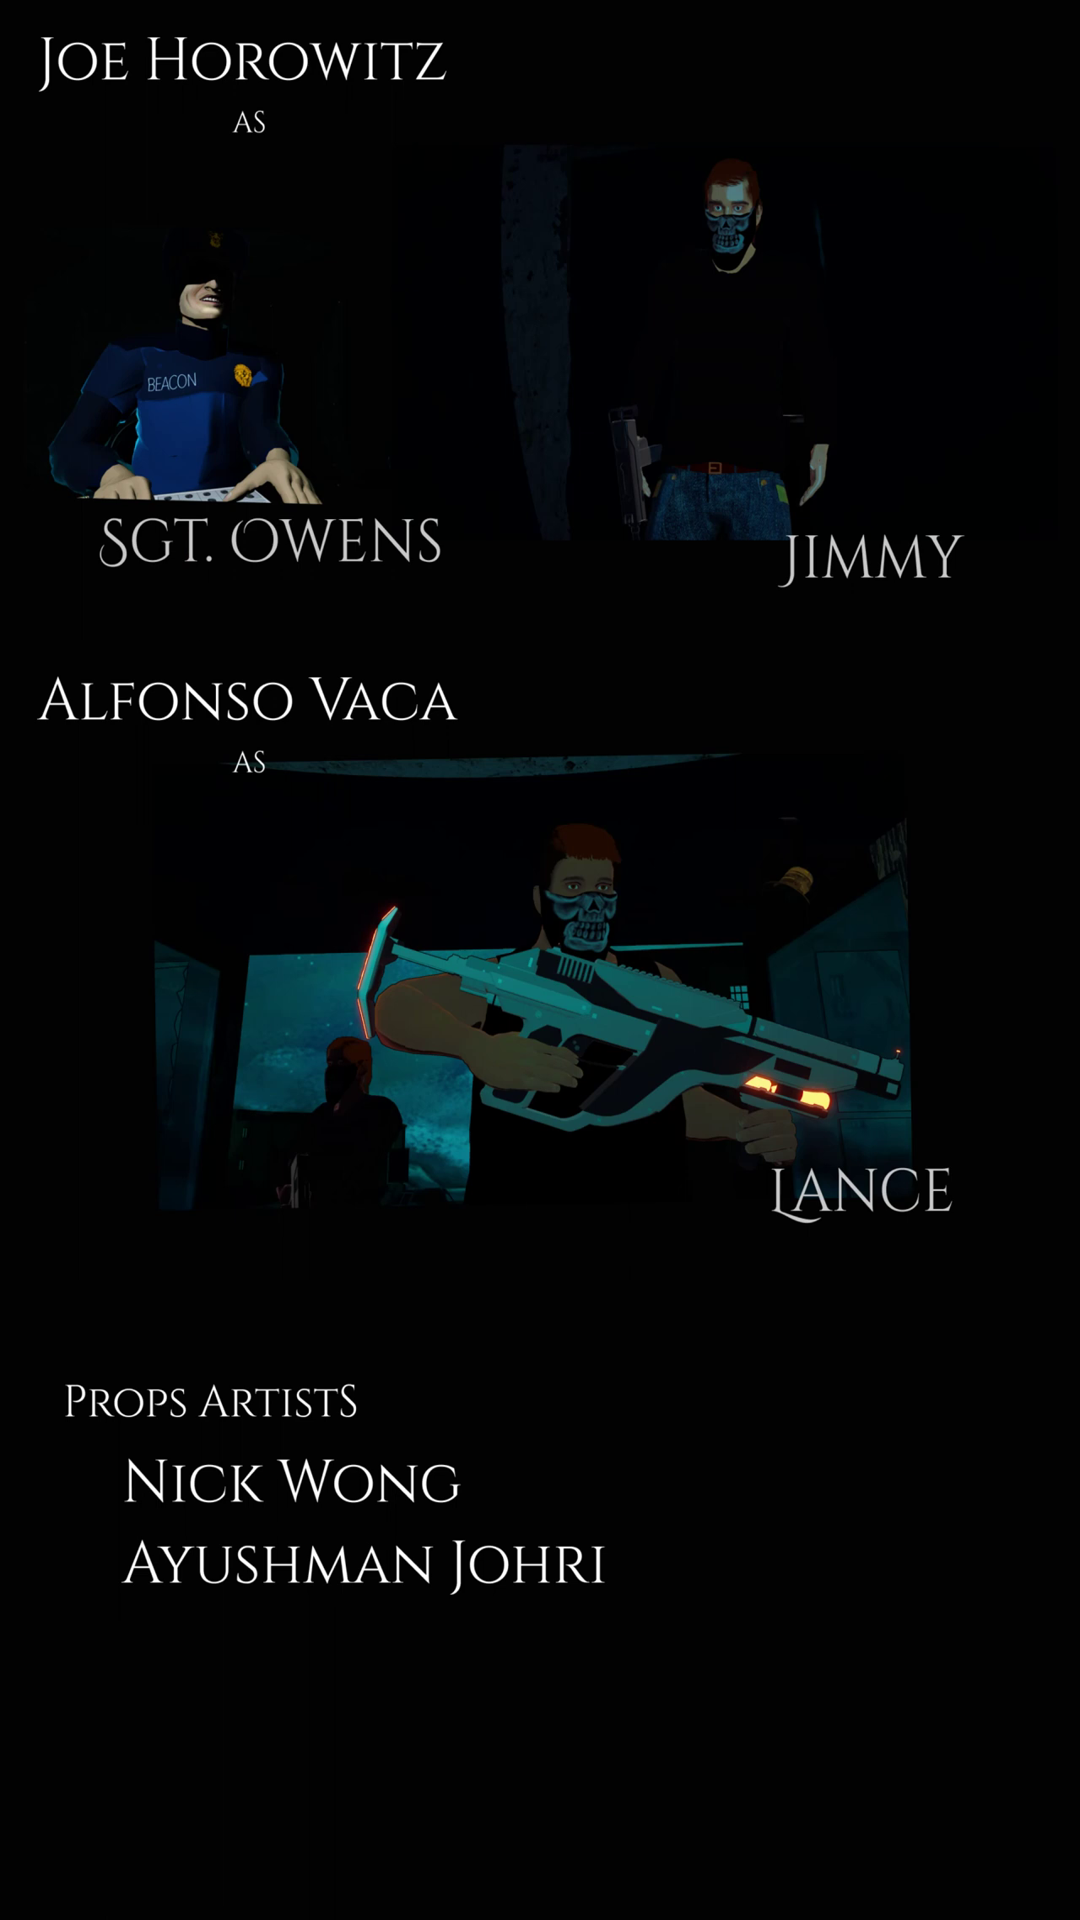 Joe Horowitz
as
BEACON
Sgt. Owens
Jimmy
Alfonso Vaca
as
Lance
Props ArtistS
Nick Wong
Ayushman Johri